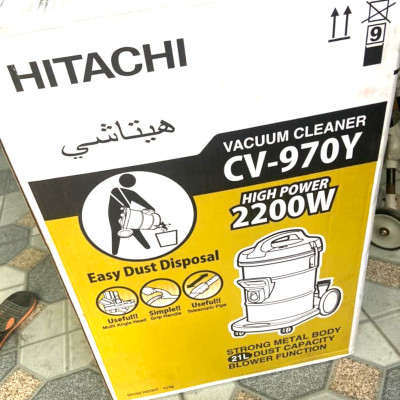 HITACHI
9
هيتاشي
VACUUM CLEANER
CV-970Y
HIGH POWER
2200W
Easy Dust Disposal
Useful!!
Multi Angle Head
Simple!!
Grip Handle
Useful!!
Telescopic Pipe
STRONG METAL BODY
21L DUST CAPACITY
BLOWER FUNCTION